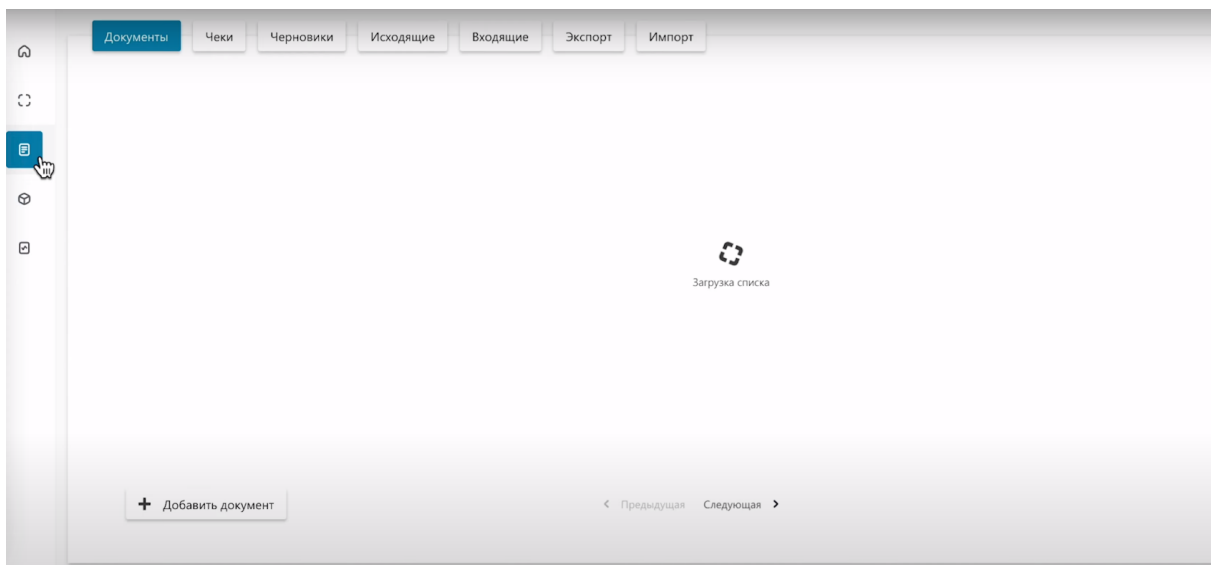 Документы Чеки Черновики Исходящие Входящие Экспорт Импорт
Загрузка списка
Добавить документ
Предыдущая Следующая